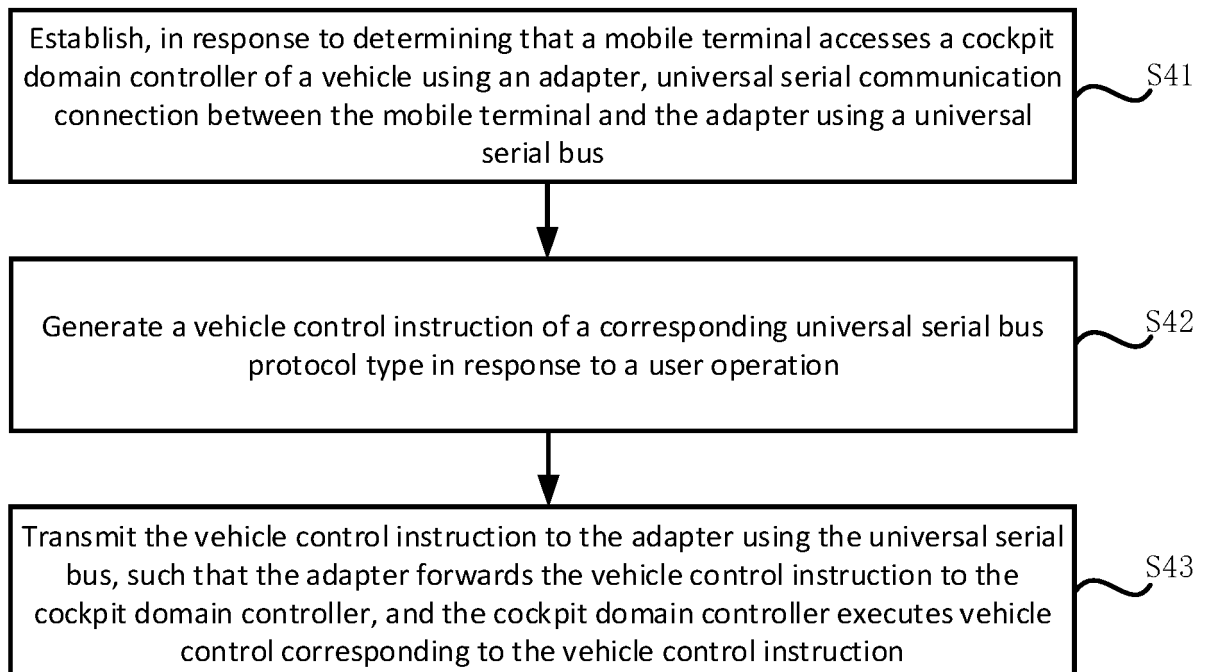 Establish, in response to determining that a mobile terminal accesses a cockpit
domain controller of a vehicle using an adapter, universal serial communication
connection between the mobile terminal and the adapter using a universal
serial bus
S41
Generate a vehicle control instruction of a corresponding universal serial bus
protocol type in response to a user operation
S42
Transmit the vehicle control instruction to the adapter using the universal serial
bus, such that the adapter forwards the vehicle control instruction to the
cockpit domain controller, and the cockpit domain controller executes vehicle
control corresponding to the vehicle control instruction
S43